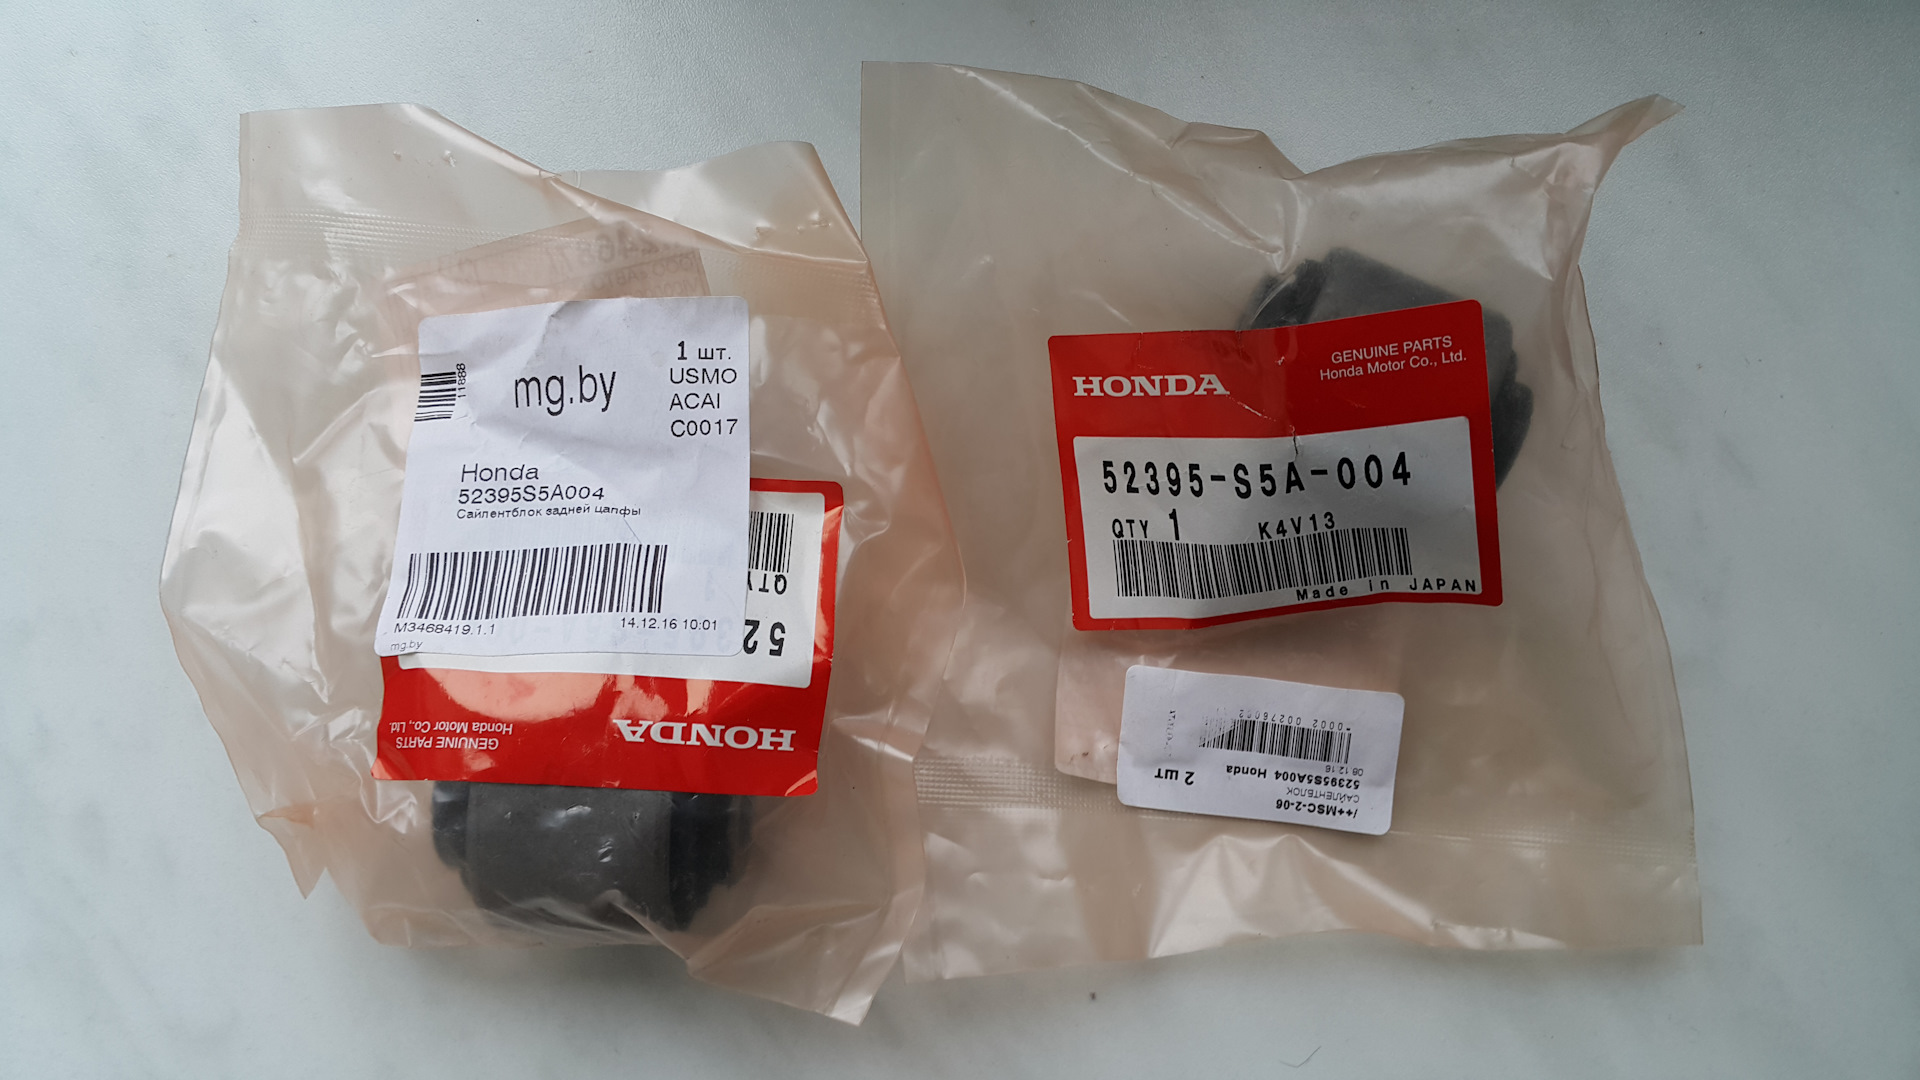 1 шт.
USMO
ACAI
C0017
11888
mg.by
Honda
52395S5A004
Сайлентблок задней цапфы
M3468419.1.1
14.12.16 10:01
mg.by
QTY
52
HONDA
GENUINE PARTS
Honda Motor Co., Ltd.
HONDA
GENUINE PARTS
Honda Motor Co., Ltd.
52395-S5A-004
QTY 1 K4V13
Made in JAPAN
/++MSC-2-06
САЙЛЕНТБЛОК
52395S5A004 Honda
08.12.16
2 шт